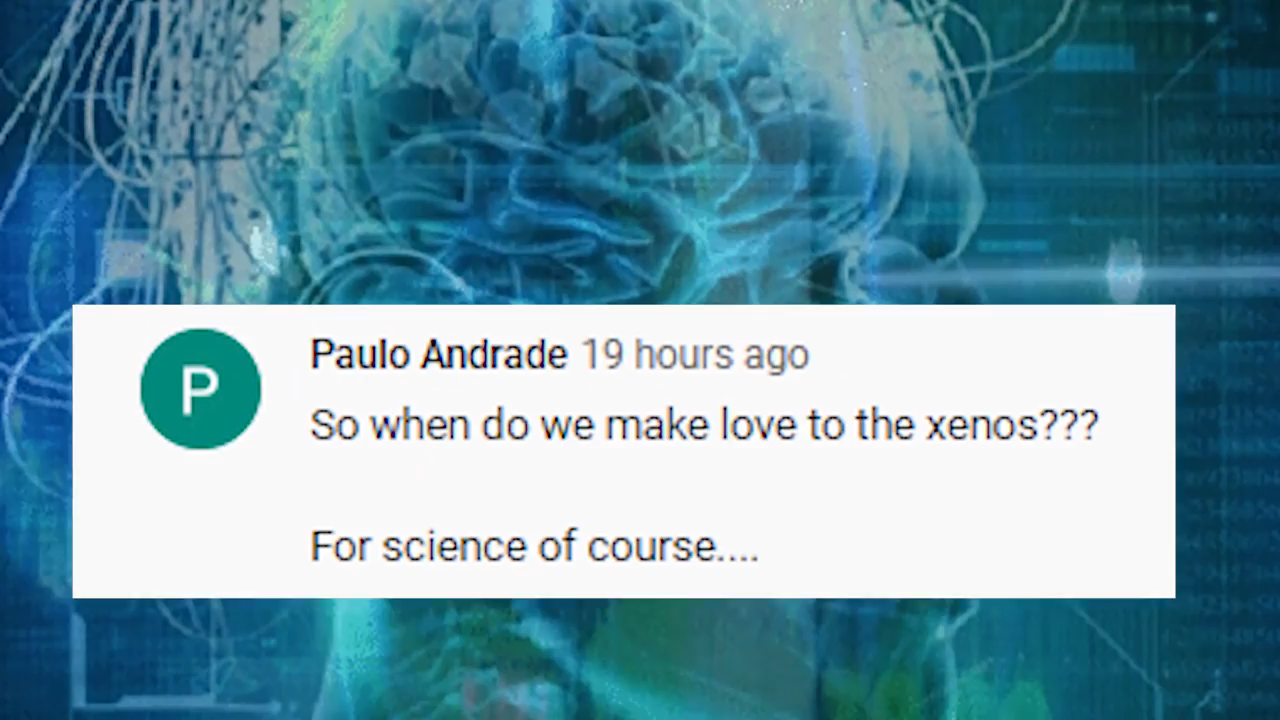 P
Paulo Andrade 19 hours ago
So when do we make love to the xenos???
For science of course....